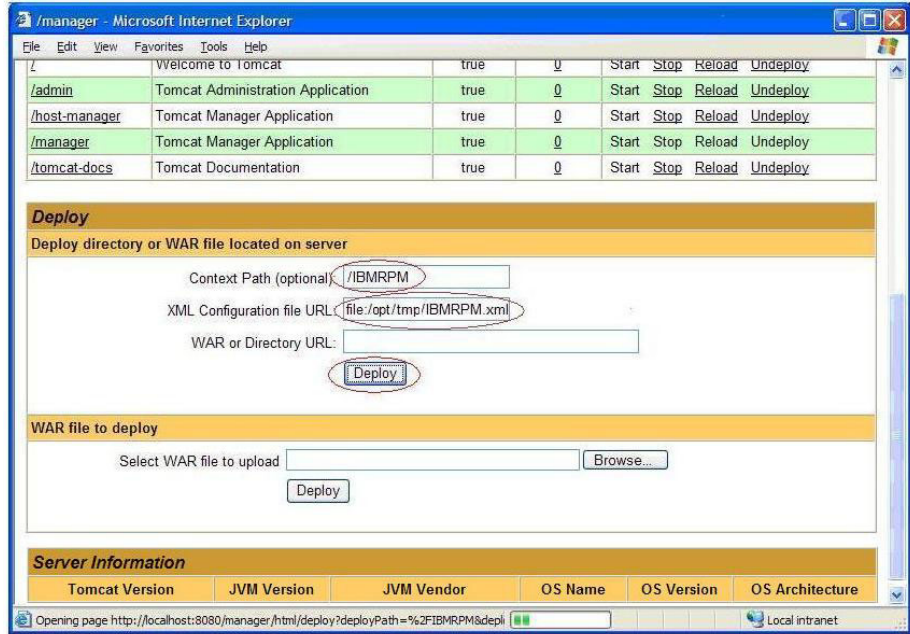 /manager - Microsoft Internet Explorer
File Edit View Favorites Tools Help
/ Welcome to Tomcat true 0 Start Stop Reload Undeploy
/admin Tomcat Administration Application true 0 Start Stop Reload Undeploy
/host-manager Tomcat Manager Application true 0 Start Stop Reload Undeploy
/manager Tomcat Manager Application true 0 Start Stop Reload Undeploy
/tomcat-docs Tomcat Documentation true 0 Start Stop Reload Undeploy
Deploy
Deploy directory or WAR file located on server
Context Path (optional): /IBMRPM
XML Configuration file URL: file:/opt/tmp/IBMRPM.xml
WAR or Directory URL:
Deploy
WAR file to deploy
Select WAR file to upload Browse...
Deploy
Server Information
Tomcat Version JVM Version JVM Vendor OS Name OS Version OS Architecture
Opening page http://localhost:8080/manager/html/deploy?deployPath=%2FIBMRPM&depl Local intranet